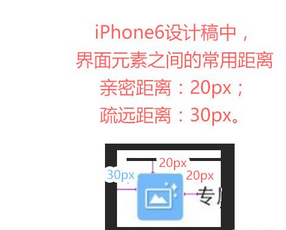 iPhone6设计稿中，
界面元素之间的常用距离
亲密距离：20px；
疏远距离：30px。
20px
30px
20px
专